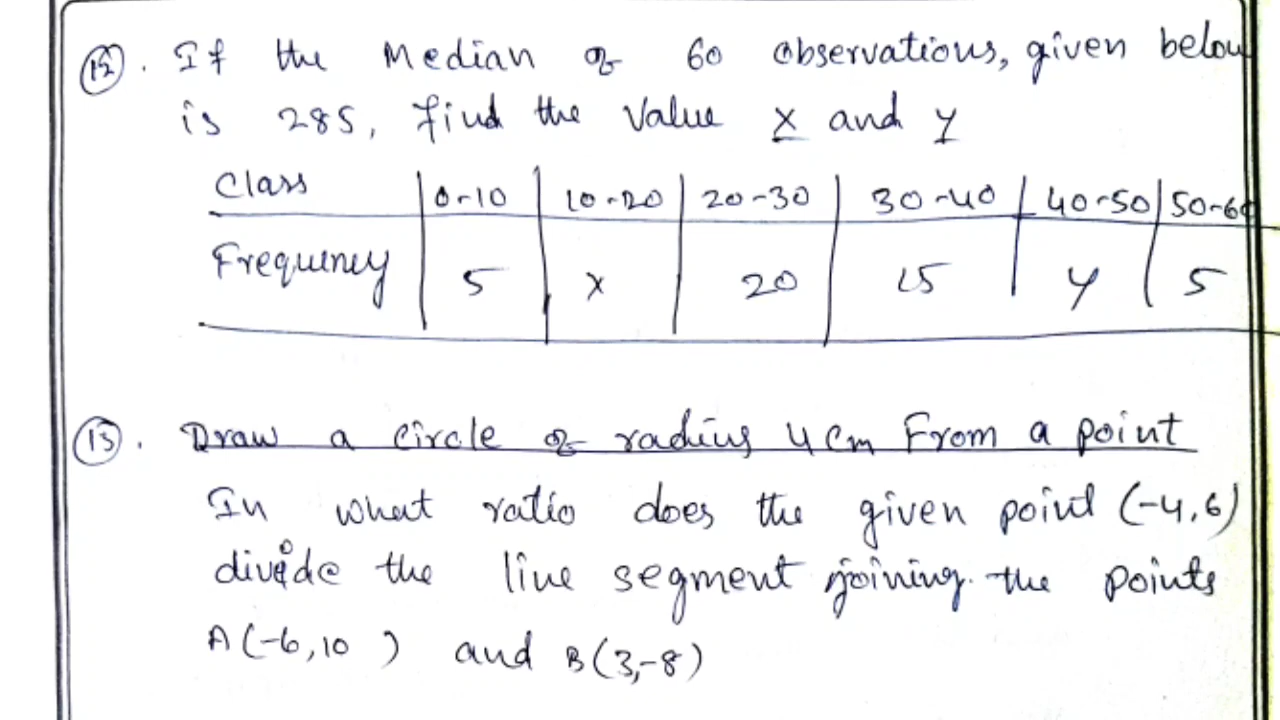 12. If the Median of 60 observations, given below
is 285, find the Value x and y
Class 0-10 10-20 20-30 30-40 40-50 50-60
Frequency 5 x 20 15 y 5
13. Draw a circle of radius 4cm From a point
In what ratio does the given point (-4,6)
divide the line segment joining the points
A(-6,10) and B(3,-8)